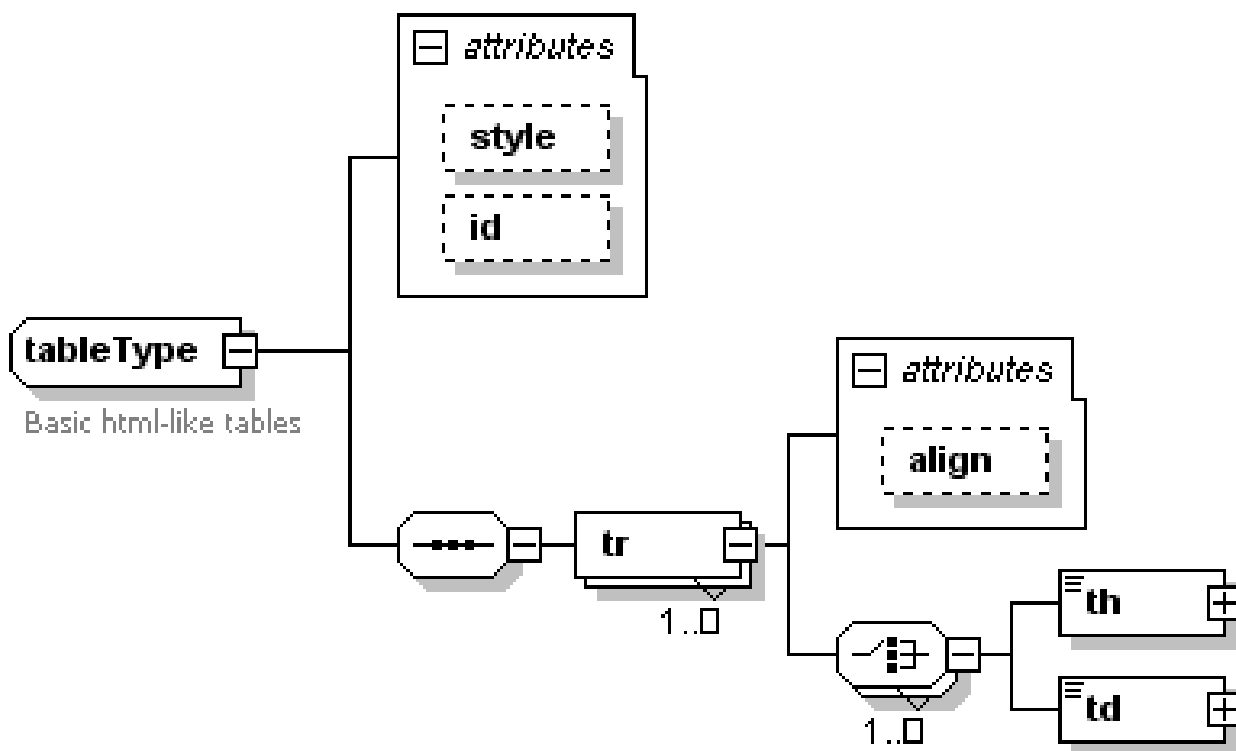 attributes
style
id
tableType
Basic html-like tables
attributes
align
tr
1..□
th
td
1..□